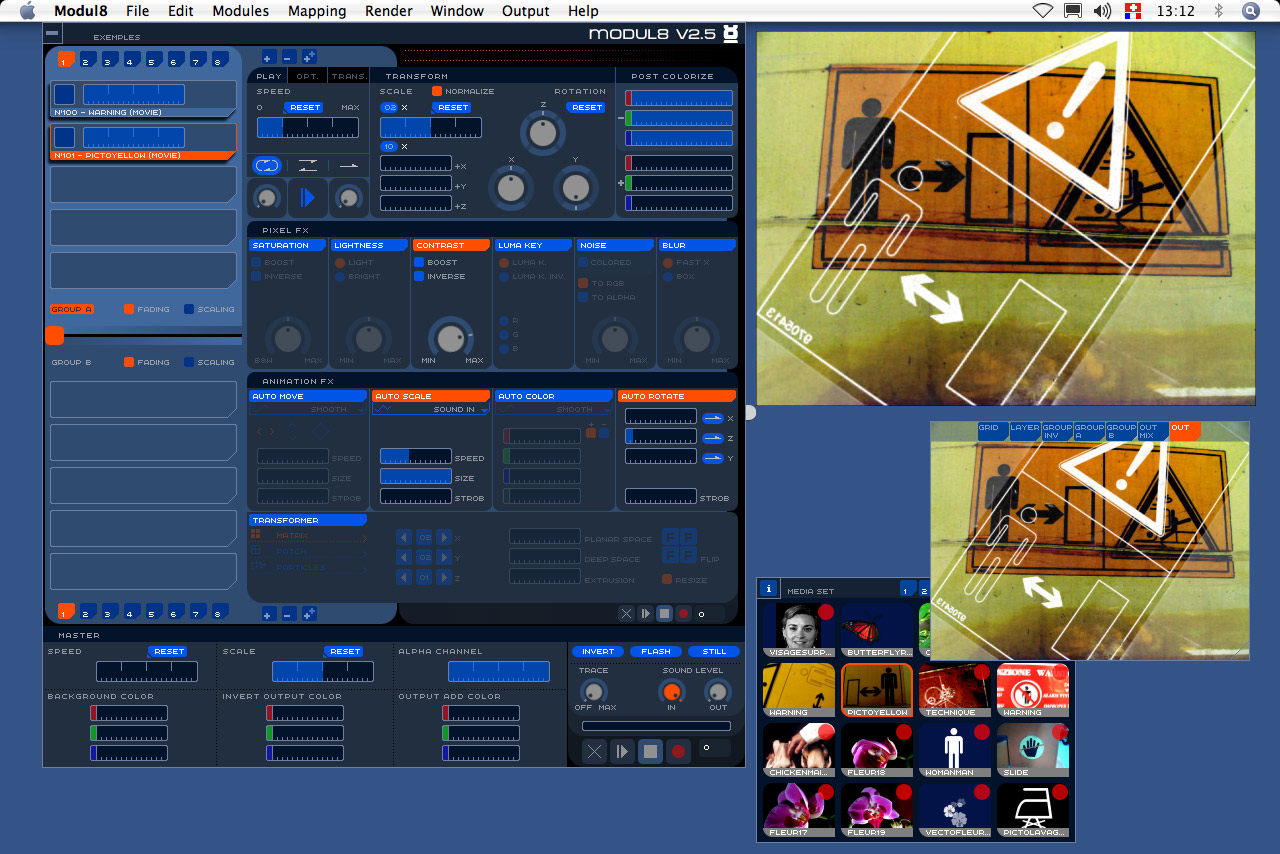 Modul8 File Edit Modules Mapping Render Window Output Help 13:12
EXEMPLES
MODUL8 V2.5
1 2 3 4 5 6 7 8
N°100 - WARNING (MOVIE)
N°101 - PICTOYELLOW (MOVIE)
GROUP A FADING SCALING
GROUP B FADING SCALING
1 2 3 4 5 6 7 8
PLAY OPT. TRANS.
SPEED
0 RESET MAX
TRANSFORM
SCALE NORMALIZE ROTATION
02 X RESET RESET
10 X
Z
X Y
+X
+Y
+Z
POST COLORIZE
-
+
PIXEL FX
SATURATION LIGHTNESS CONTRAST LUMA KEY NOISE BLUR
BOOST LIGHT BOOST LUMA K. COLORED FAST X
INVERSE BRIGHT INVERSE LUMA K. INV. TO RGB BOX
TO ALPHA
R
G
B
B&W MAX MIN MAX MIN MAX MIN MAX MIN MAX
ANIMATION FX
AUTO MOVE AUTO SCALE AUTO COLOR AUTO ROTATE
SMOOTH SOUND IN SMOOTH
+ -
X
Z
Y
SPEED SPEED
SIZE SIZE
STROB STROB STROB
TRANSFORMER
MATRIX 02 X PLANAR SPACE
02 Y DEEP SPACE FLIP
01 Z EXTRUSION RESIZE
0
MASTER
SPEED RESET SCALE RESET ALPHA CHANNEL
BACKGROUND COLOR INVERT OUTPUT COLOR OUTPUT ADD COLOR
INVERT FLASH STILL
TRACE SOUND LEVEL
OFF MAX IN OUT
0
9705413
GRID LAYER GROUP INV GROUP A GROUP B OUT MIX OUT
9705413
i MEDIA SET 1 2
VISAGESURP... BUTTERFLYR...
WARNING PICTOYELLOW TECHNIQUE WARNING
CHICKENMAI... FLEUR18 WOMANMAN SLIDE
FLEUR17 FLEUR19 VECTOFLEUR... PICTOLAVAG...